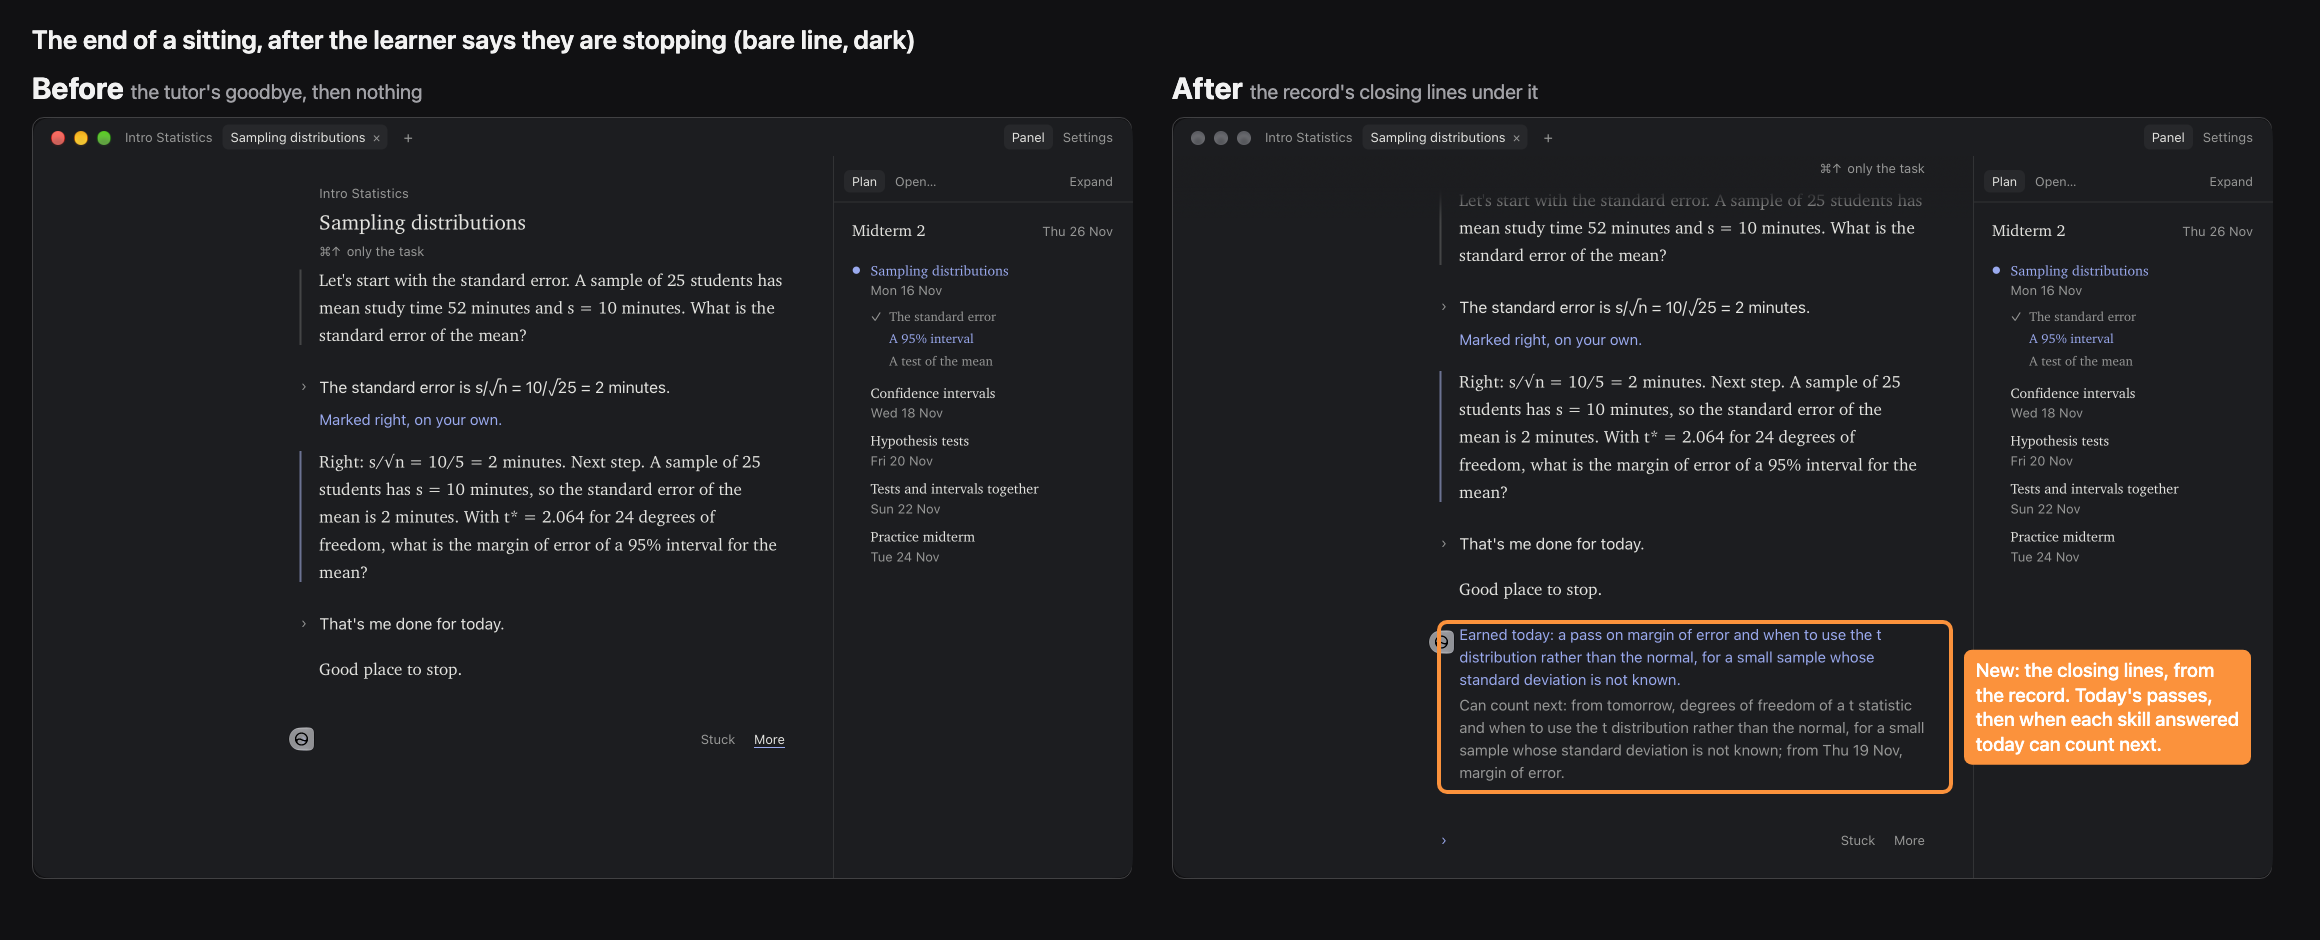 The end of a sitting, after the learner says they are stopping (bare line, dark)
Before the tutor's goodbye, then nothing
Intro Statistics
Sampling distributions ×
+
Panel
Settings
Intro Statistics
Sampling distributions
⌘↑ only the task
Let's start with the standard error. A sample of 25 students has
mean study time 52 minutes and s = 10 minutes. What is the
standard error of the mean?
› The standard error is s/√n = 10/√25 = 2 minutes.
Marked right, on your own.
Right: s/√n = 10/5 = 2 minutes. Next step. A sample of 25
students has s = 10 minutes, so the standard error of the
mean is 2 minutes. With t* = 2.064 for 24 degrees of
freedom, what is the margin of error of a 95% interval for the
mean?
› That's me done for today.
Good place to stop.
Stuck More
Plan Open... Expand
Midterm 2 Thu 26 Nov
Sampling distributions
Mon 16 Nov
✓ The standard error
A 95% interval
A test of the mean
Confidence intervals
Wed 18 Nov
Hypothesis tests
Fri 20 Nov
Tests and intervals together
Sun 22 Nov
Practice midterm
Tue 24 Nov
After the record's closing lines under it
Intro Statistics
Sampling distributions ×
+
Panel
Settings
⌘↑ only the task
Let's start with the standard error. A sample of 25 students has
mean study time 52 minutes and s = 10 minutes. What is the
standard error of the mean?
› The standard error is s/√n = 10/√25 = 2 minutes.
Marked right, on your own.
Right: s/√n = 10/5 = 2 minutes. Next step. A sample of 25
students has s = 10 minutes, so the standard error of the
mean is 2 minutes. With t* = 2.064 for 24 degrees of
freedom, what is the margin of error of a 95% interval for the
mean?
› That's me done for today.
Good place to stop.
Earned today: a pass on margin of error and when to use the t
distribution rather than the normal, for a small sample whose
standard deviation is not known.
Can count next: from tomorrow, degrees of freedom of a t statistic
and when to use the t distribution rather than the normal, for a small
sample whose standard deviation is not known; from Thu 19 Nov,
margin of error.
› Stuck More
Plan Open... Expand
Midterm 2 Thu 26 Nov
Sampling distributions
Mon 16 Nov
✓ The standard error
A 95% interval
A test of the mean
Confidence intervals
Wed 18 Nov
Hypothesis tests
Fri 20 Nov
Tests and intervals together
Sun 22 Nov
Practice midterm
Tue 24 Nov
New: the closing lines, from
the record. Today's passes,
then when each skill answered
today can count next.